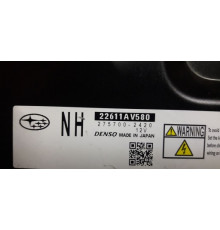 22611AV580
NH
275700-2420
12V
DENSO MADE IN JAPAN
WARNING